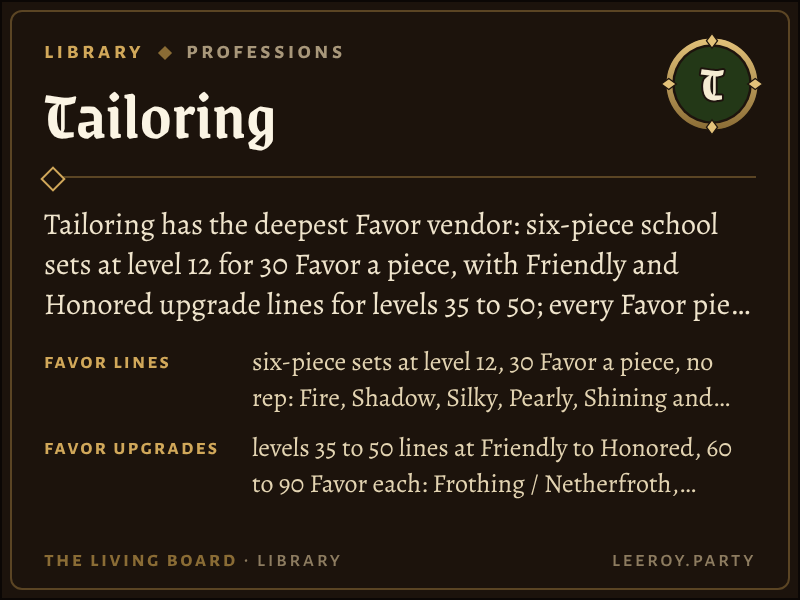 LIBRARY ◆ PROFESSIONS
T
Tailoring
Tailoring has the deepest Favor vendor: six-piece school
sets at level 12 for 30 Favor a piece, with Friendly and
Honored upgrade lines for levels 35 to 50; every Favor pie…
FAVOR LINES
six-piece sets at level 12, 30 Favor a piece, no
rep: Fire, Shadow, Silky, Pearly, Shining and…
FAVOR UPGRADES
levels 35 to 50 lines at Friendly to Honored, 60
to 90 Favor each: Frothing / Netherfroth,…
THE LIVING BOARD · LIBRARY
LEEROY.PARTY